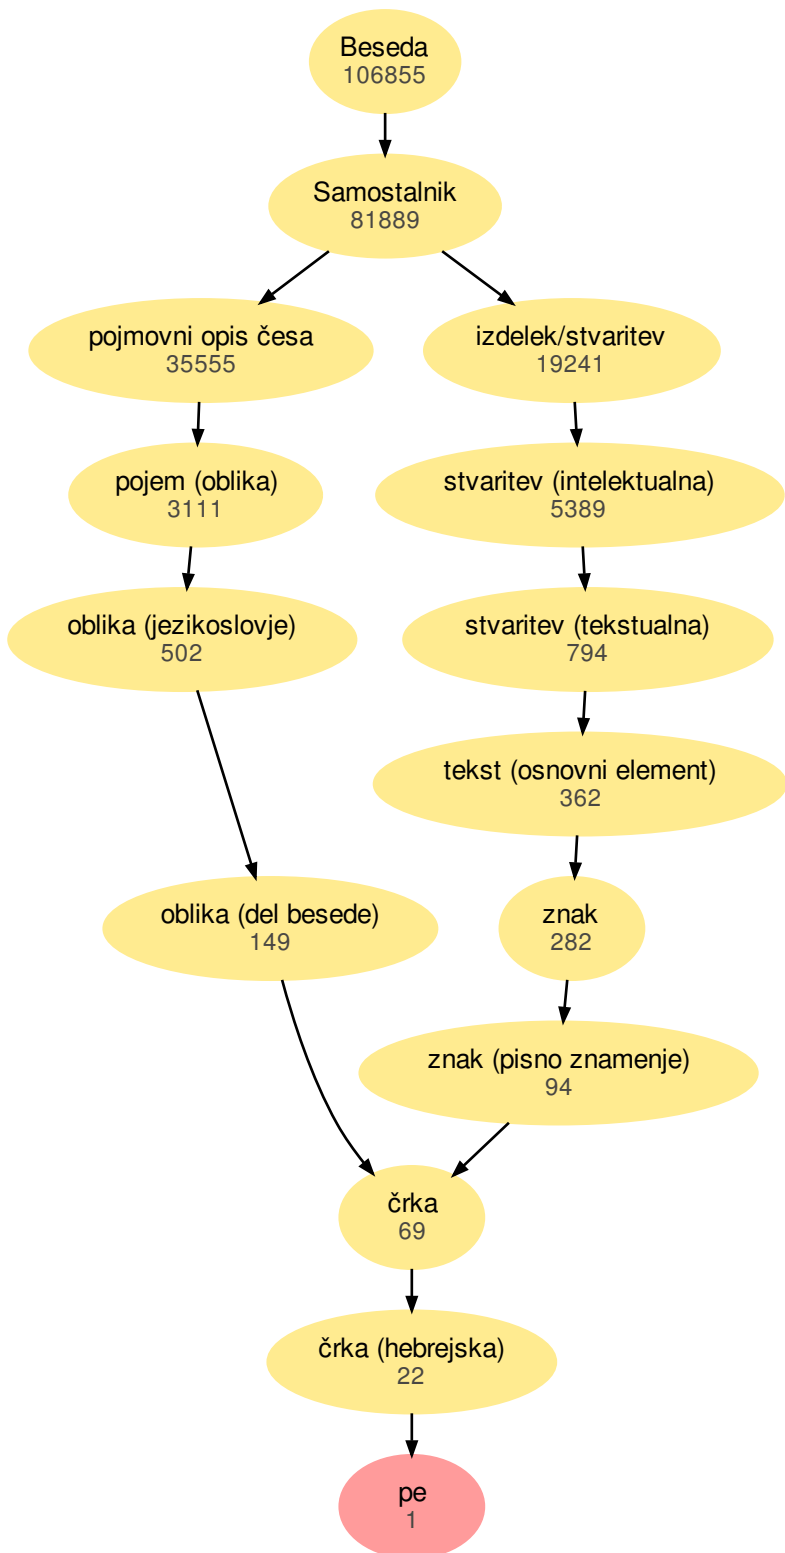 Beseda
106855
Samostalnik
81889
pojmovni opis česa
35555
izdelek/stvaritev
19241
pojem (oblika)
3111
stvaritev (intelektualna)
5389
oblika (jezikoslovje)
502
stvaritev (tekstualna)
794
tekst (osnovni element)
362
oblika (del besede)
149
znak
282
znak (pisno znamenje)
94
črka
69
črka (hebrejska)
22
pe
1